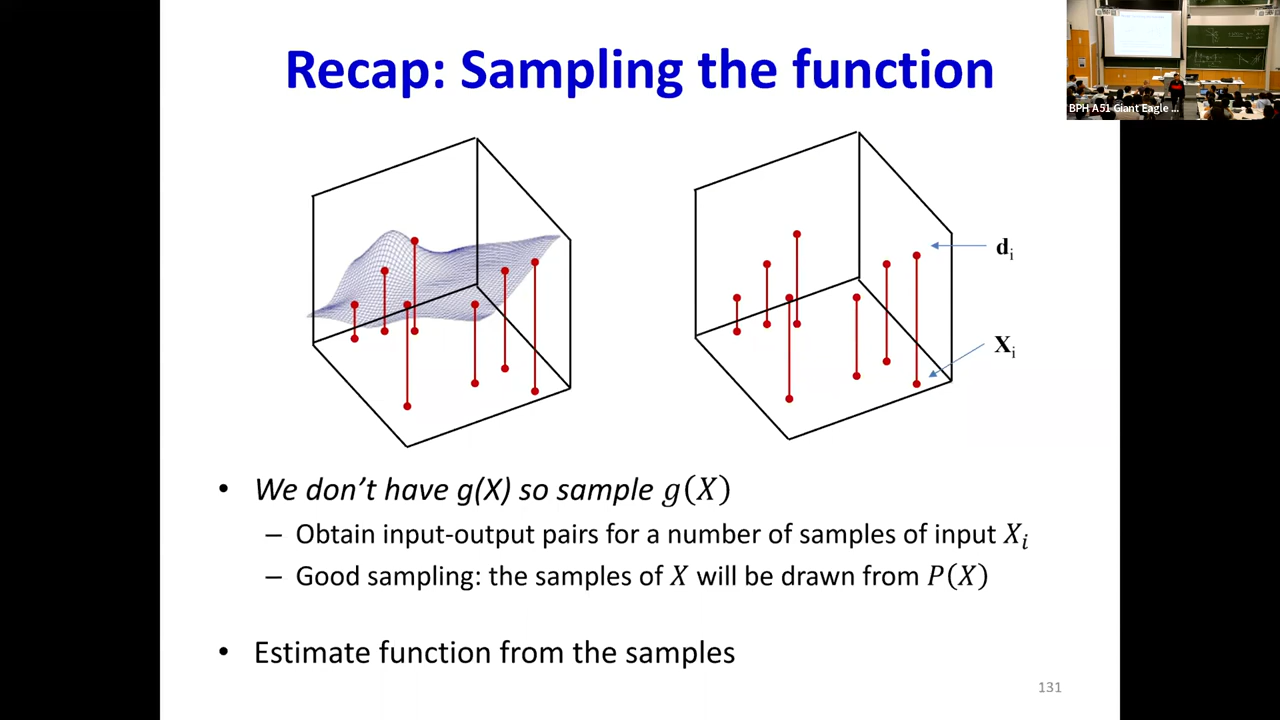 Recap: Sampling the function
BPH A51 Giant Eagle ...
dᵢ
Xᵢ
• We don't have g(X) so sample g(X)
– Obtain input-output pairs for a number of samples of input Xᵢ
– Good sampling: the samples of X will be drawn from P(X)
• Estimate function from the samples
131